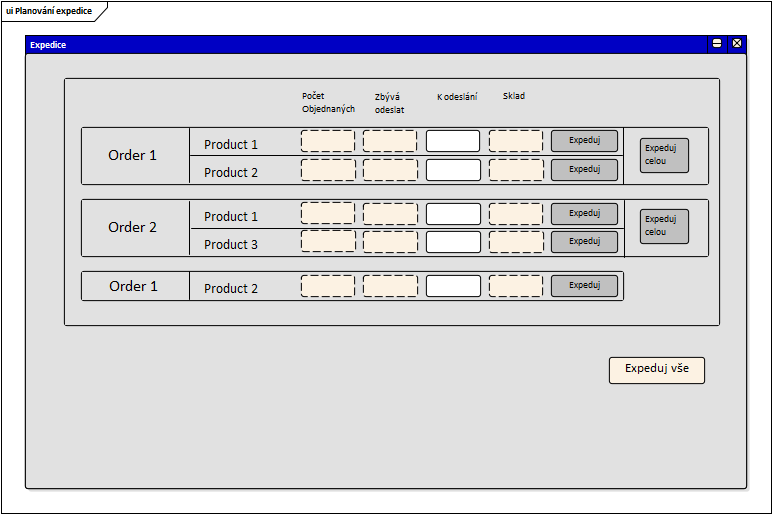 ui Planování expedice
Expedice
Počet
Objednaných
Zbývá
odeslat
K odeslání
Sklad
Order 1
Product 1
Expeduj
Product 2
Expeduj
Expeduj
celou
Order 2
Product 1
Expeduj
Product 3
Expeduj
Expeduj
celou
Order 1
Product 2
Expeduj
Expeduj vše